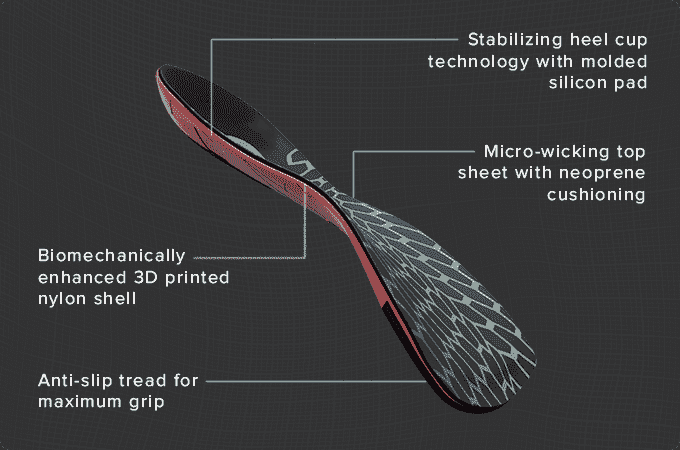 Stabilizing heel cup
technology with molded
silicon pad
Micro-wicking top
sheet with neoprene
cushioning
Biomechanically
enhanced 3D printed
nylon shell
Anti-slip tread for
maximum grip